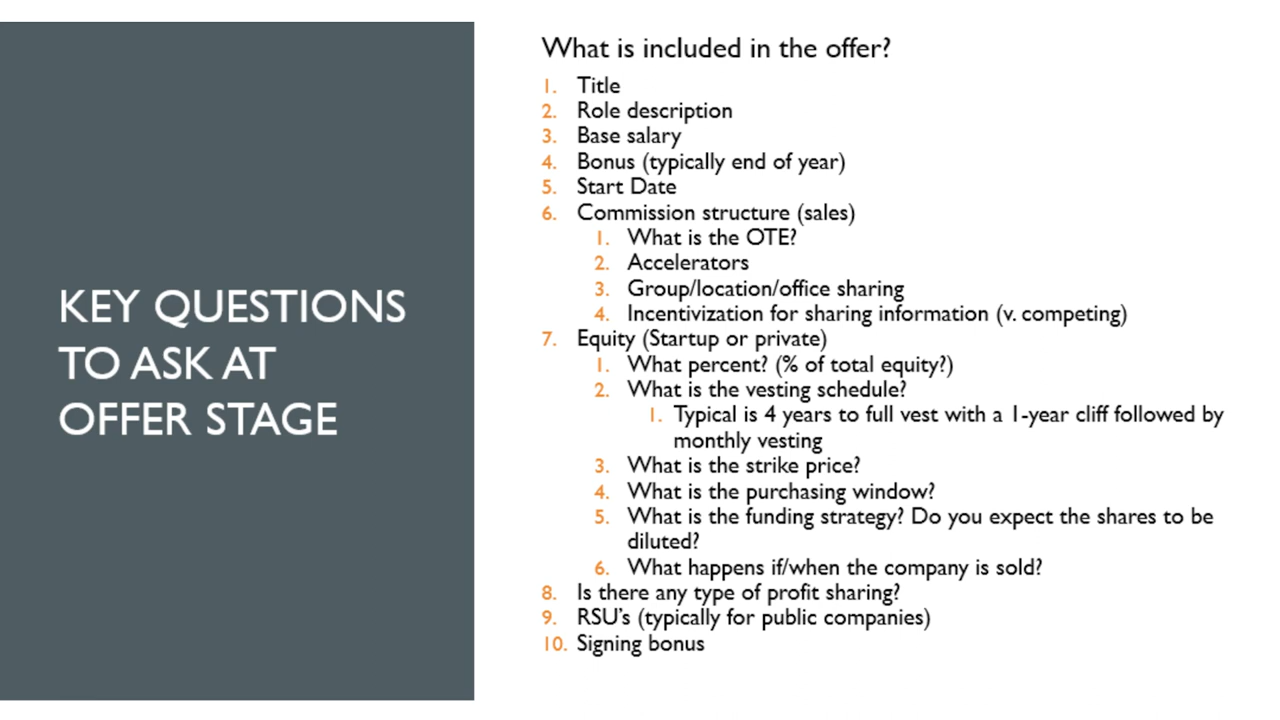 KEY QUESTIONS
TO ASK AT
OFFER STAGE
What is included in the offer?
1. Title
2. Role description
3. Base salary
4. Bonus (typically end of year)
5. Start Date
6. Commission structure (sales)
1. What is the OTE?
2. Accelerators
3. Group/location/office sharing
4. Incentivization for sharing information (v. competing)
7. Equity (Startup or private)
1. What percent? (% of total equity?)
2. What is the vesting schedule?
1. Typical is 4 years to full vest with a 1-year cliff followed by
monthly vesting
3. What is the strike price?
4. What is the purchasing window?
5. What is the funding strategy? Do you expect the shares to be
diluted?
6. What happens if/when the company is sold?
8. Is there any type of profit sharing?
9. RSU's (typically for public companies)
10. Signing bonus